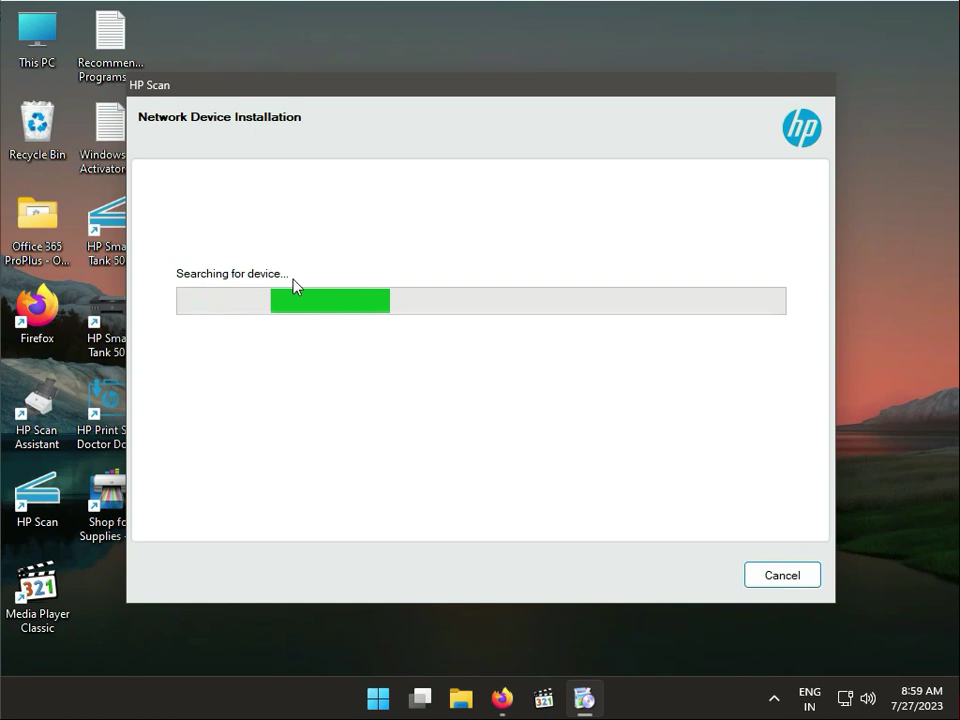 This PC
Recommen...
Programs
Recycle Bin
Windows
Activator
Office 365
ProPlus - O...
HP Sma
Tank 50
Firefox
HP Sma
Tank 50
HP Scan
Assistant
HP Print S
Doctor Do
HP Scan
Shop fo
Supplies -
Media Player
Classic
HP Scan
Network Device Installation
hp
Searching for device...
Cancel
321
321
ENG
IN
8:59 AM
7/27/2023